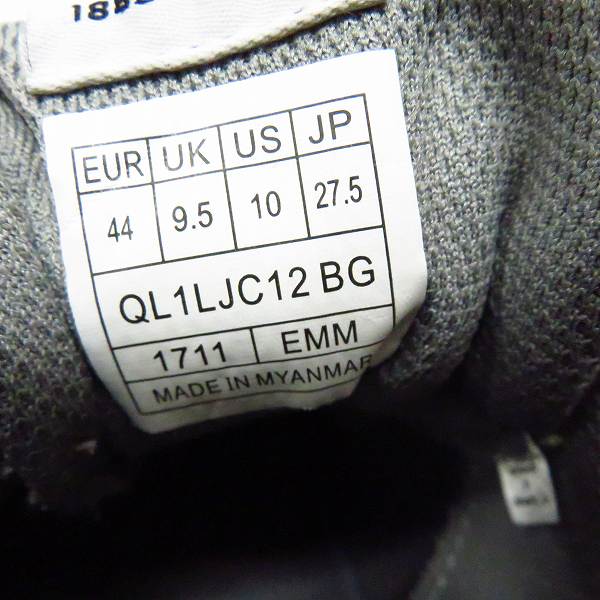 EUR UK US JP
44 9.5 10 27.5
QL1LJC12 BG
1711 EMM
MADE IN MYANMAR